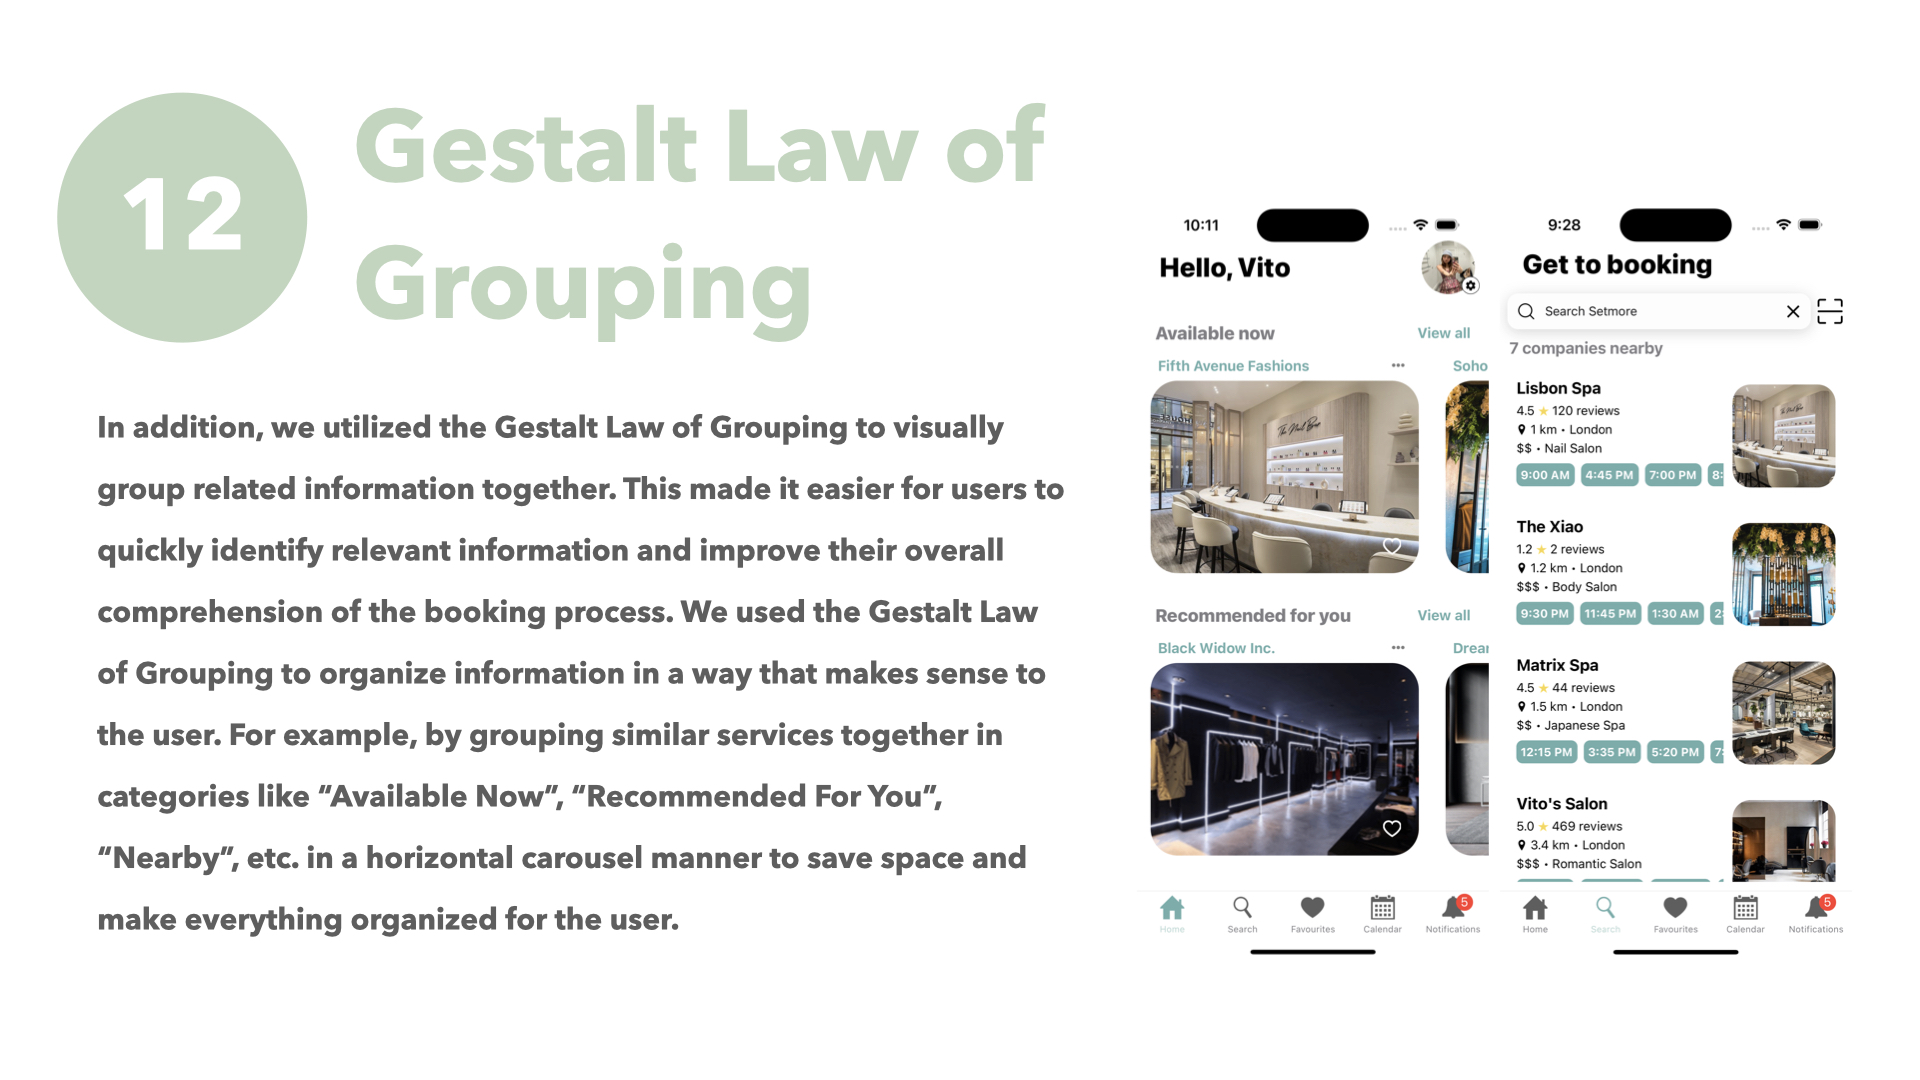 12
Gestalt Law of
Grouping
In addition, we utilized the Gestalt Law of Grouping to visually
group related information together. This made it easier for users to
quickly identify relevant information and improve their overall
comprehension of the booking process. We used the Gestalt Law
of Grouping to organize information in a way that makes sense to
the user. For example, by grouping similar services together in
categories like “Available Now”, “Recommended For You”,
“Nearby”, etc. in a horizontal carousel manner to save space and
make everything organized for the user.
10:11
Hello, Vito
Available now View all
Fifth Avenue Fashions ••• Soho
The Nail Bar
Recommended for you View all
Black Widow Inc. ••• Drear
Home Search Favourites Calendar 5 Notifications
9:28
Get to booking
Search Setmore
7 companies nearby
Lisbon Spa
4.5 ★ 120 reviews
1 km • London
$$ • Nail Salon
9:00 AM 4:45 PM 7:00 PM 8:
The Xiao
1.2 ★ 2 reviews
1.2 km • London
$$$ • Body Salon
9:30 PM 11:45 PM 1:30 AM 2:
Matrix Spa
4.5 ★ 44 reviews
1.5 km • London
$$ • Japanese Spa
12:15 PM 3:35 PM 5:20 PM 7:
Vito's Salon
5.0 ★ 469 reviews
3.4 km • London
$$$ • Romantic Salon
Home Search Favourites Calendar 5 Notifications